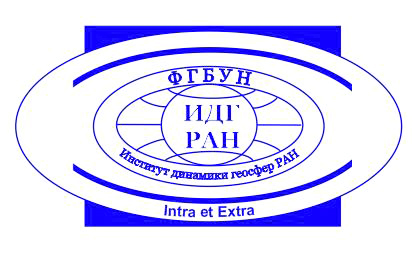 ФГБУН
ИДГ
РАН
Институт динамики геосфер РАН
Intra et Extra